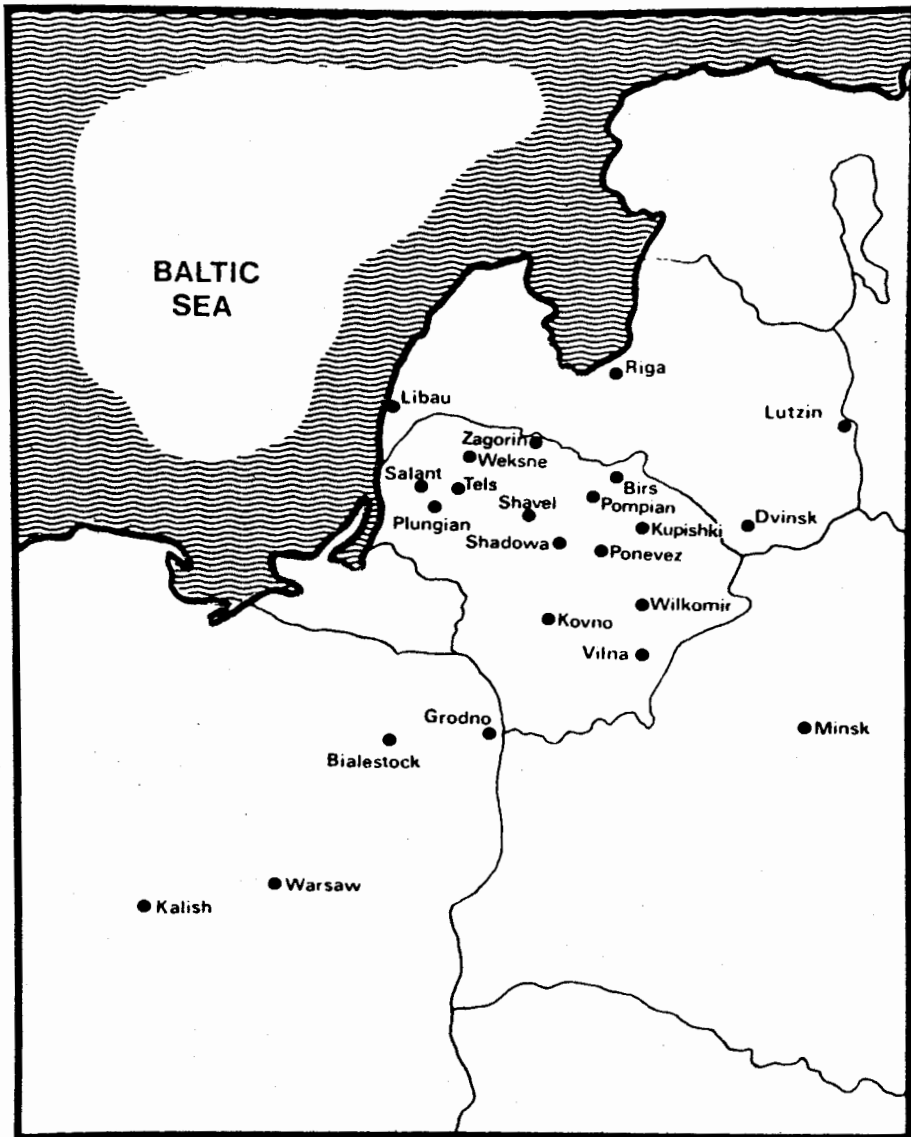 BALTIC
SEA
Riga
Libau
Lutzin
Zagorin
Weksne
Salant
Tels
Birs
Pompian
Shavel
Plungian
Kupishki
Dvinsk
Shadowa
Ponevez
Wilkomir
Kovno
Vilna
Grodno
Minsk
Bialestock
Warsaw
Kalish